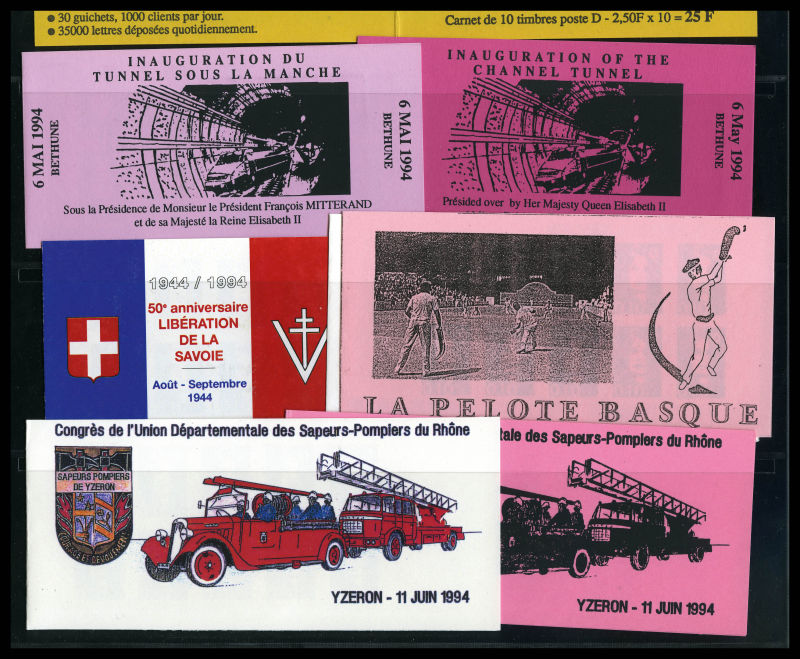 • 30 guichets, 1000 clients par jour.
• 35000 lettres déposées quotidiennement.
Carnet de 10 timbres poste D - 2,50F x 10 = 25 F
INAUGURATION DU
TUNNEL SOUS LA MANCHE
6 MAI 1994
BETHUNE
6 MAI 1994
BETHUNE
Sous la Présidence de Monsieur le Président François MITTERAND
et de sa Majesté la Reine Elisabeth II
INAUGURATION OF THE
CHANNEL TUNNEL
6 May 1994
BETHUNE
Présided over by Her Majesty Queen Elisabeth II
1944 / 1994
50e anniversaire
LIBÉRATION
DE LA
SAVOIE
Août - Septembre
1944
LA PELOTE BASQUE
Congrès de l'Union Départementale des Sapeurs-Pompiers du Rhône
SAPEURS POMPIERS
DE YZERON
COURAGE ET DEVOUEMENT
YZERON - 11 JUIN 1994
tale des Sapeurs-Pompiers du Rhône
YZERON - 11 JUIN 1994